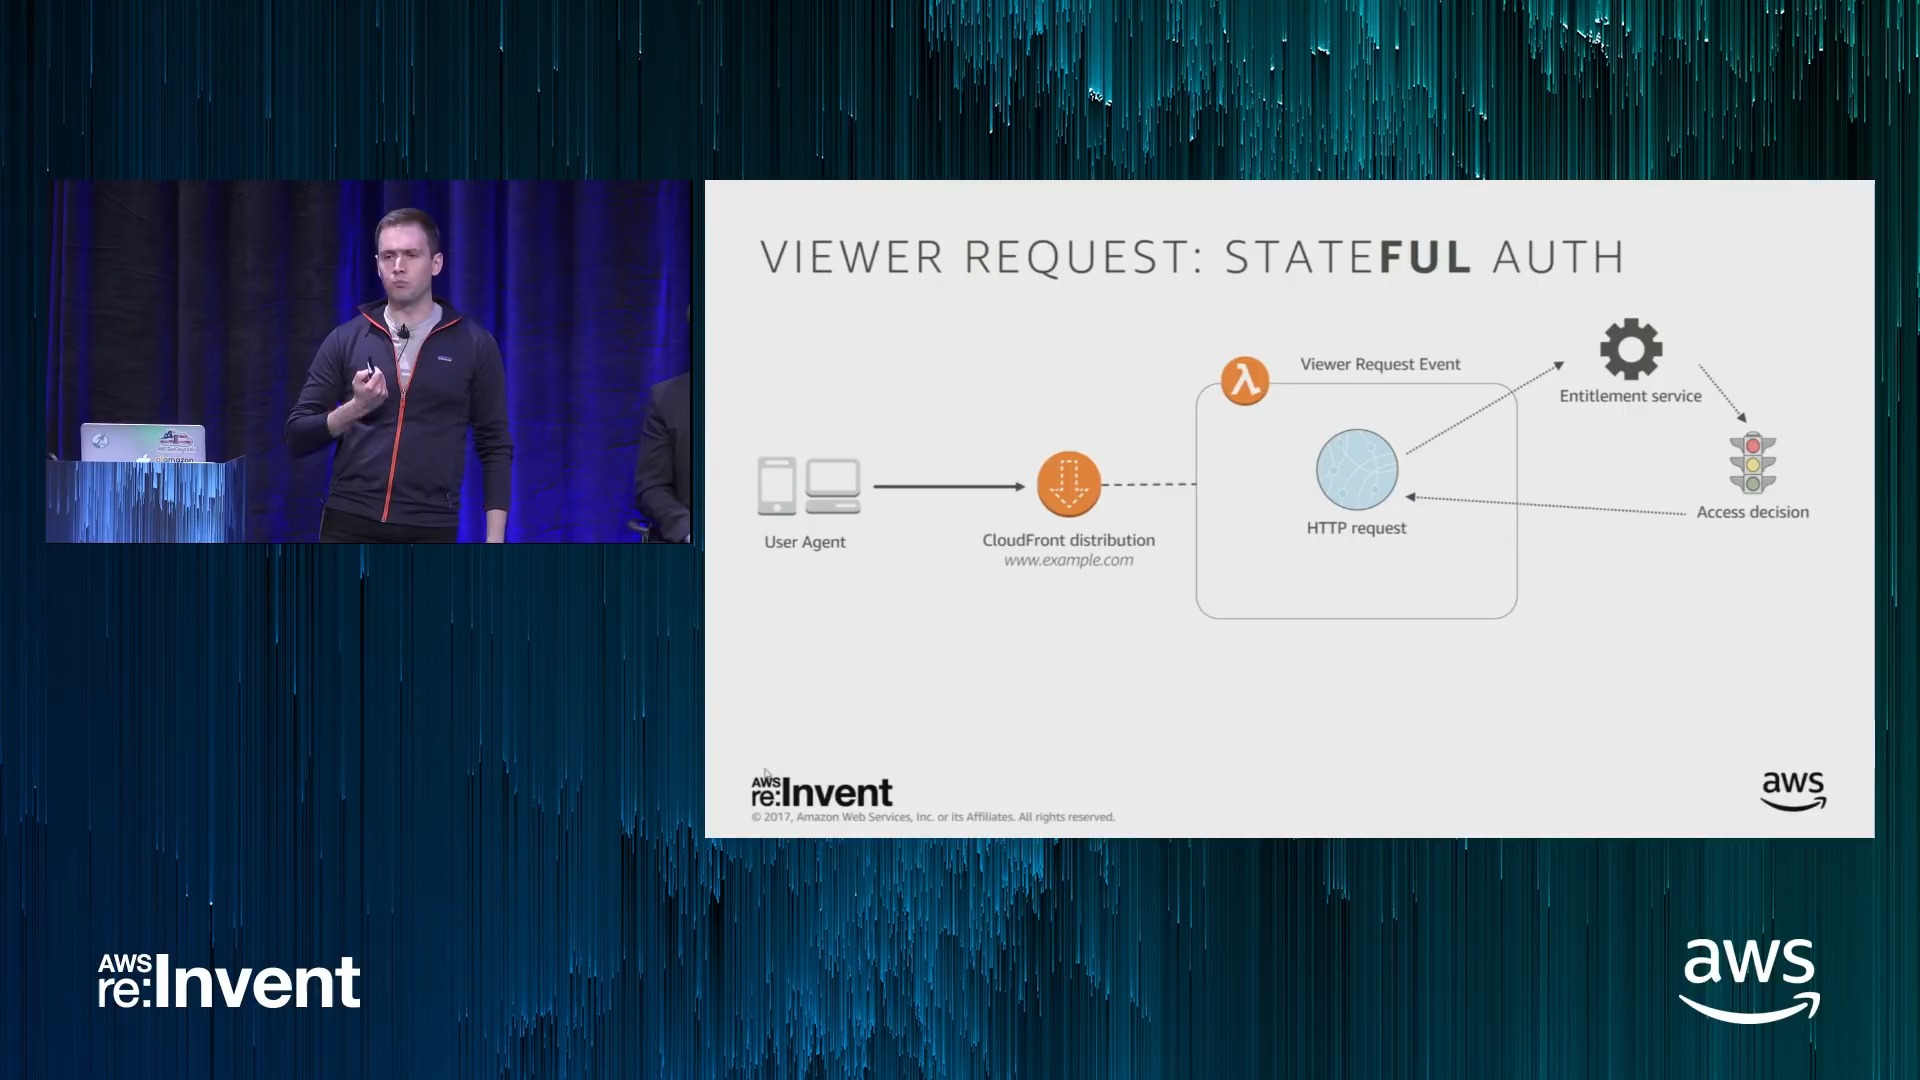 VIEWER REQUEST: STATEFUL AUTH
Viewer Request Event
Entitlement service
HTTP request
Access decision
User Agent
CloudFront distribution
www.example.com
AWS
re:Invent
© 2017, Amazon Web Services, Inc. or its Affiliates. All rights reserved.
aws
amazon
AWS
re:Invent
aws